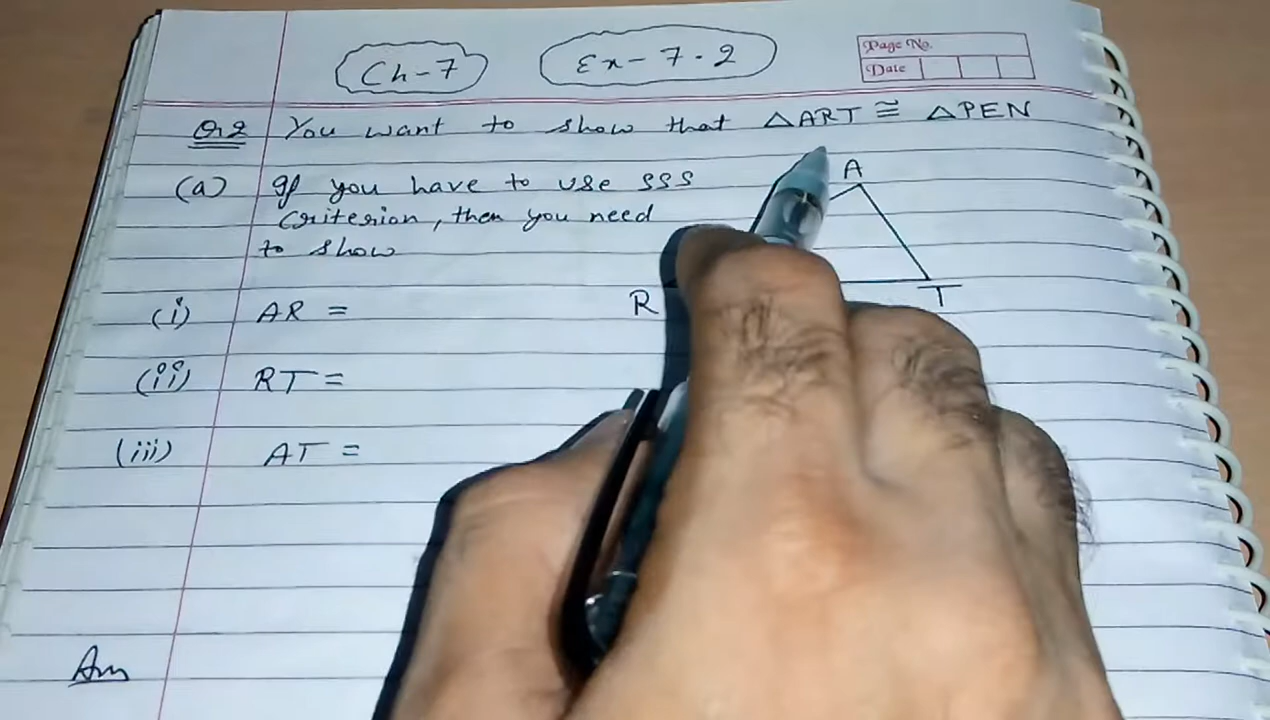 Ch-7
Ex-7.2
Page No.
Date
Q.2 You want to show that △ART ≅ △PEN
(a) If you have to use SSS
Criterion, then you need
to show
A
R
T
(i) AR =
(ii) RT =
(iii) AT =
Ans